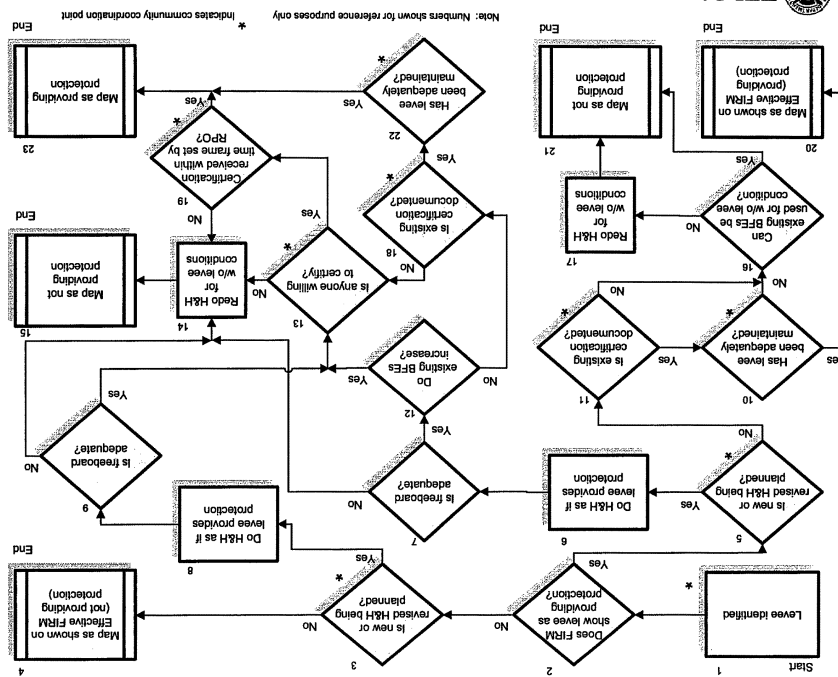 Start
1
Levee identified
*
2
Does FIRM
show levee as
providing
protection?
No
Yes
3
Is new or
revised H&H being
planned?
*
No
Yes
4
Map as shown on
Effective FIRM
(not providing
protection)
End
5
Is new or
revised H&H being
planned?
*
Yes
No
6
Do H&H as if
levee provides
protection
7
Is freeboard
adequate?
No
Yes
8
Do H&H as if
levee provides
protection
9
Is freeboard
adequate?
No
Yes
10
Has levee
been adequately
maintained?
*
es
No
11
Is existing
certification
documented?
*
Yes
No
12
Do
existing BFEs
increase?
Yes
No
13
Is anyone willing
to certify?
*
No
Yes
14
Redo H&H
for
w/o levee
conditions
15
Map as not
providing
protection
End
16
Can
existing BFEs be
used for w/o levee
condition?
No
Yes
17
Redo H&H
for
w/o levee
conditions
18
Is existing
certification
documented?
*
No
Yes
19
Certification
received within
time frame set by
RPO?
*
No
Yes
20
Map as shown on
Effective FIRM
(providing
protection)
End
21
Map as not
providing
protection
End
22
Has levee
been adequately
maintained?
*
Yes
23
Map as providing
protection
End
Note: Numbers shown for reference purposes only
* Indicates community coordination point